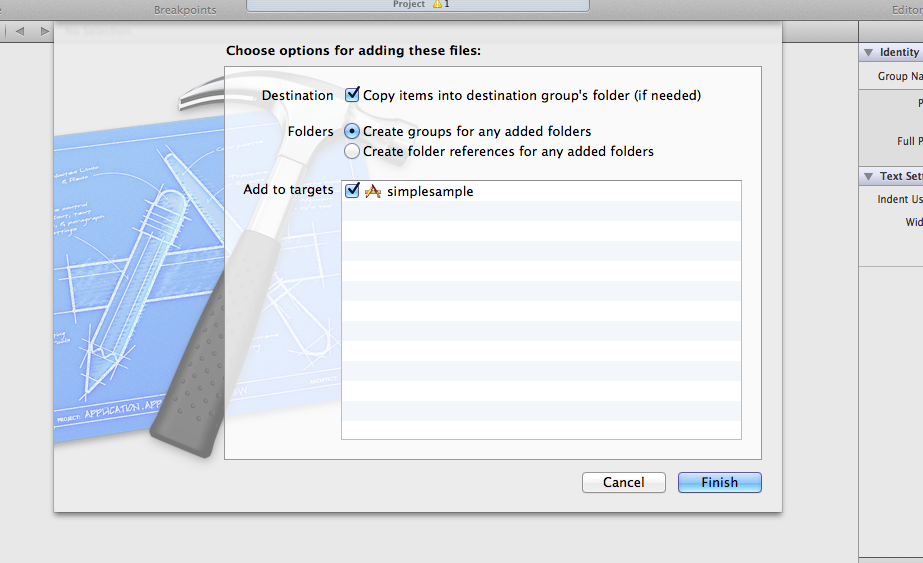 Breakpoints
Project 1
Editor
Choose options for adding these files:
Identity
Destination Copy items into destination group's folder (if needed)
Group Na
Folders Create groups for any added folders
Create folder references for any added folders
Full P
Add to targets simplesample
Text Sett
Indent Us
Wid
PROJECT: APPLICATION.APP
Cancel Finish